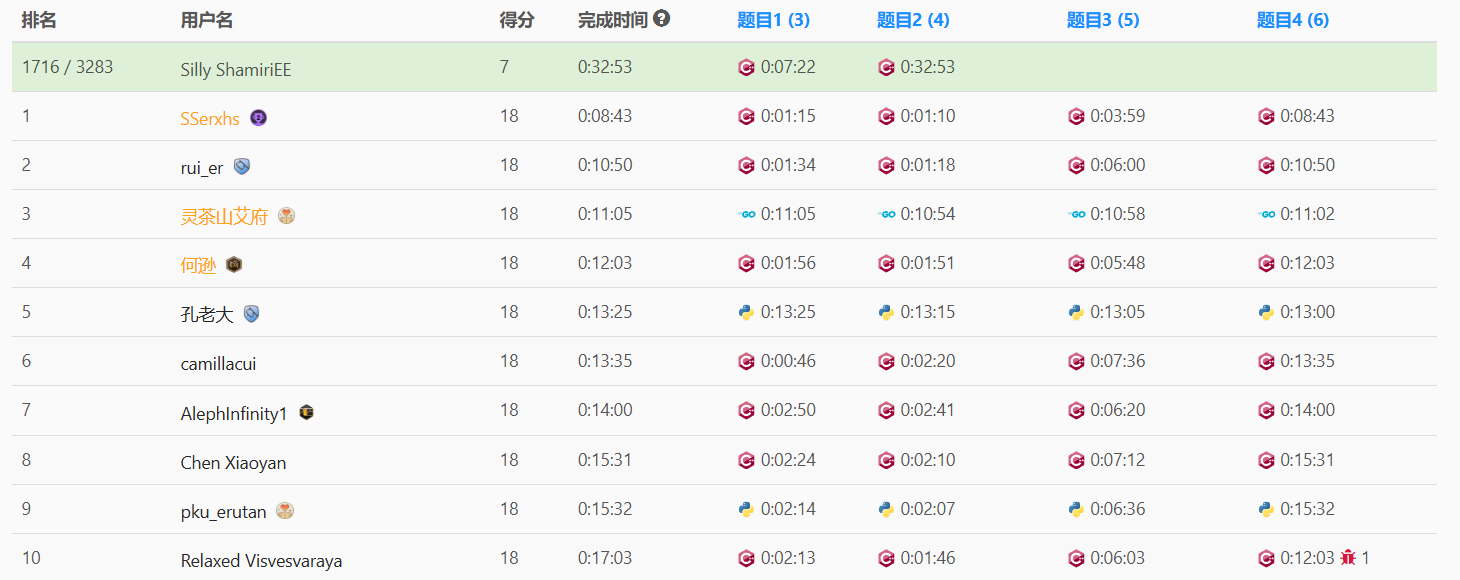 排名 用户名 得分 完成时间 题目1 (3) 题目2 (4) 题目3 (5) 题目4 (6)
1716 / 3283 Silly ShamiriEE 7 0:32:53 0:07:22 0:32:53
1 SSerxhs 18 0:08:43 0:01:15 0:01:10 0:03:59 0:08:43
2 rui_er 18 0:10:50 0:01:34 0:01:18 0:06:00 0:10:50
3 灵茶山艾府 18 0:11:05 GO 0:11:05 GO 0:10:54 GO 0:10:58 GO 0:11:02
4 何逊 18 0:12:03 0:01:56 0:01:51 0:05:48 0:12:03
5 孔老大 18 0:13:25 0:13:25 0:13:15 0:13:05 0:13:00
6 camillacui 18 0:13:35 0:00:46 0:02:20 0:07:36 0:13:35
7 AlephInfinity1 18 0:14:00 0:02:50 0:02:41 0:06:20 0:14:00
8 Chen Xiaoyan 18 0:15:31 0:02:24 0:02:10 0:07:12 0:15:31
9 pku_erutan 18 0:15:32 0:02:14 0:02:07 0:06:36 0:15:32
10 Relaxed Visvesvaraya 18 0:17:03 0:02:13 0:01:46 0:06:03 0:12:03 1